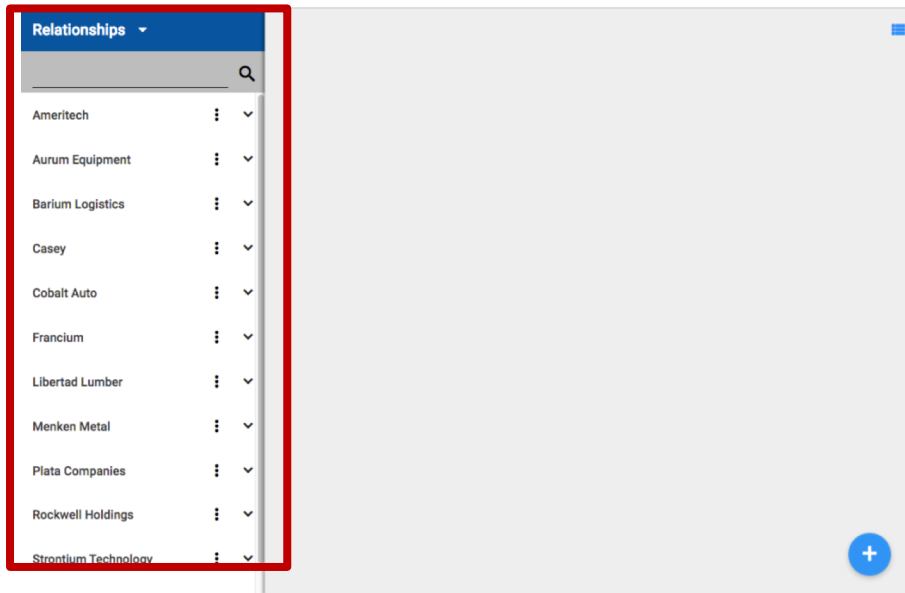 Relationships
Ameritech
Aurum Equipment
Barium Logistics
Casey
Cobalt Auto
Francium
Libertad Lumber
Menken Metal
Plata Companies
Rockwell Holdings
Strontium Technology